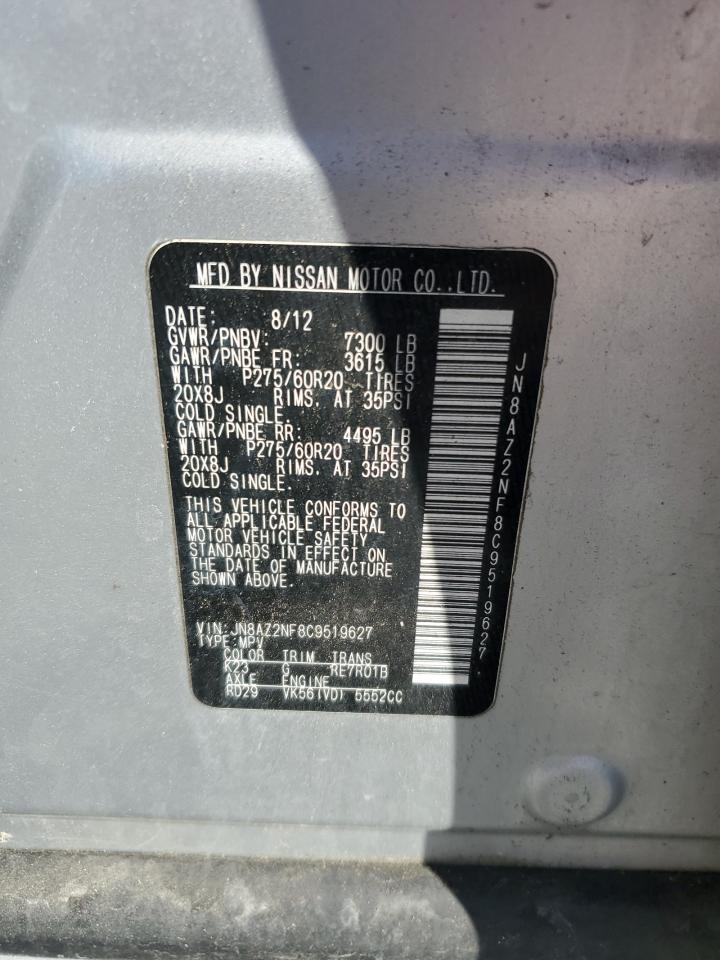 MFD BY NISSAN MOTOR CO.,LTD.
DATE: 8/12
GVWR/PNBV: 7300 LB
GAWR/PNBE FR: 3615 LB
WITH P275/60R20 TIRES
20X8J RIMS. AT 35PSI
COLD SINGLE.
GAWR/PNBE RR: 4495 LB
WITH P275/60R20 TIRES
20X8J RIMS. AT 35PSI
COLD SINGLE.
THIS VEHICLE CONFORMS TO
ALL APPLICABLE FEDERAL
MOTOR VEHICLE SAFETY
STANDARDS IN EFFECT ON
THE DATE OF MANUFACTURE
SHOWN ABOVE.
VIN:JN8AZ2NF8C9519627
TYPE:MPV
COLOR TRIM TRANS
K23 G RE7R01B
AXLE ENGINE
RD29 VK56(VD) 5552CC
JN8AZ2NF8C9519627